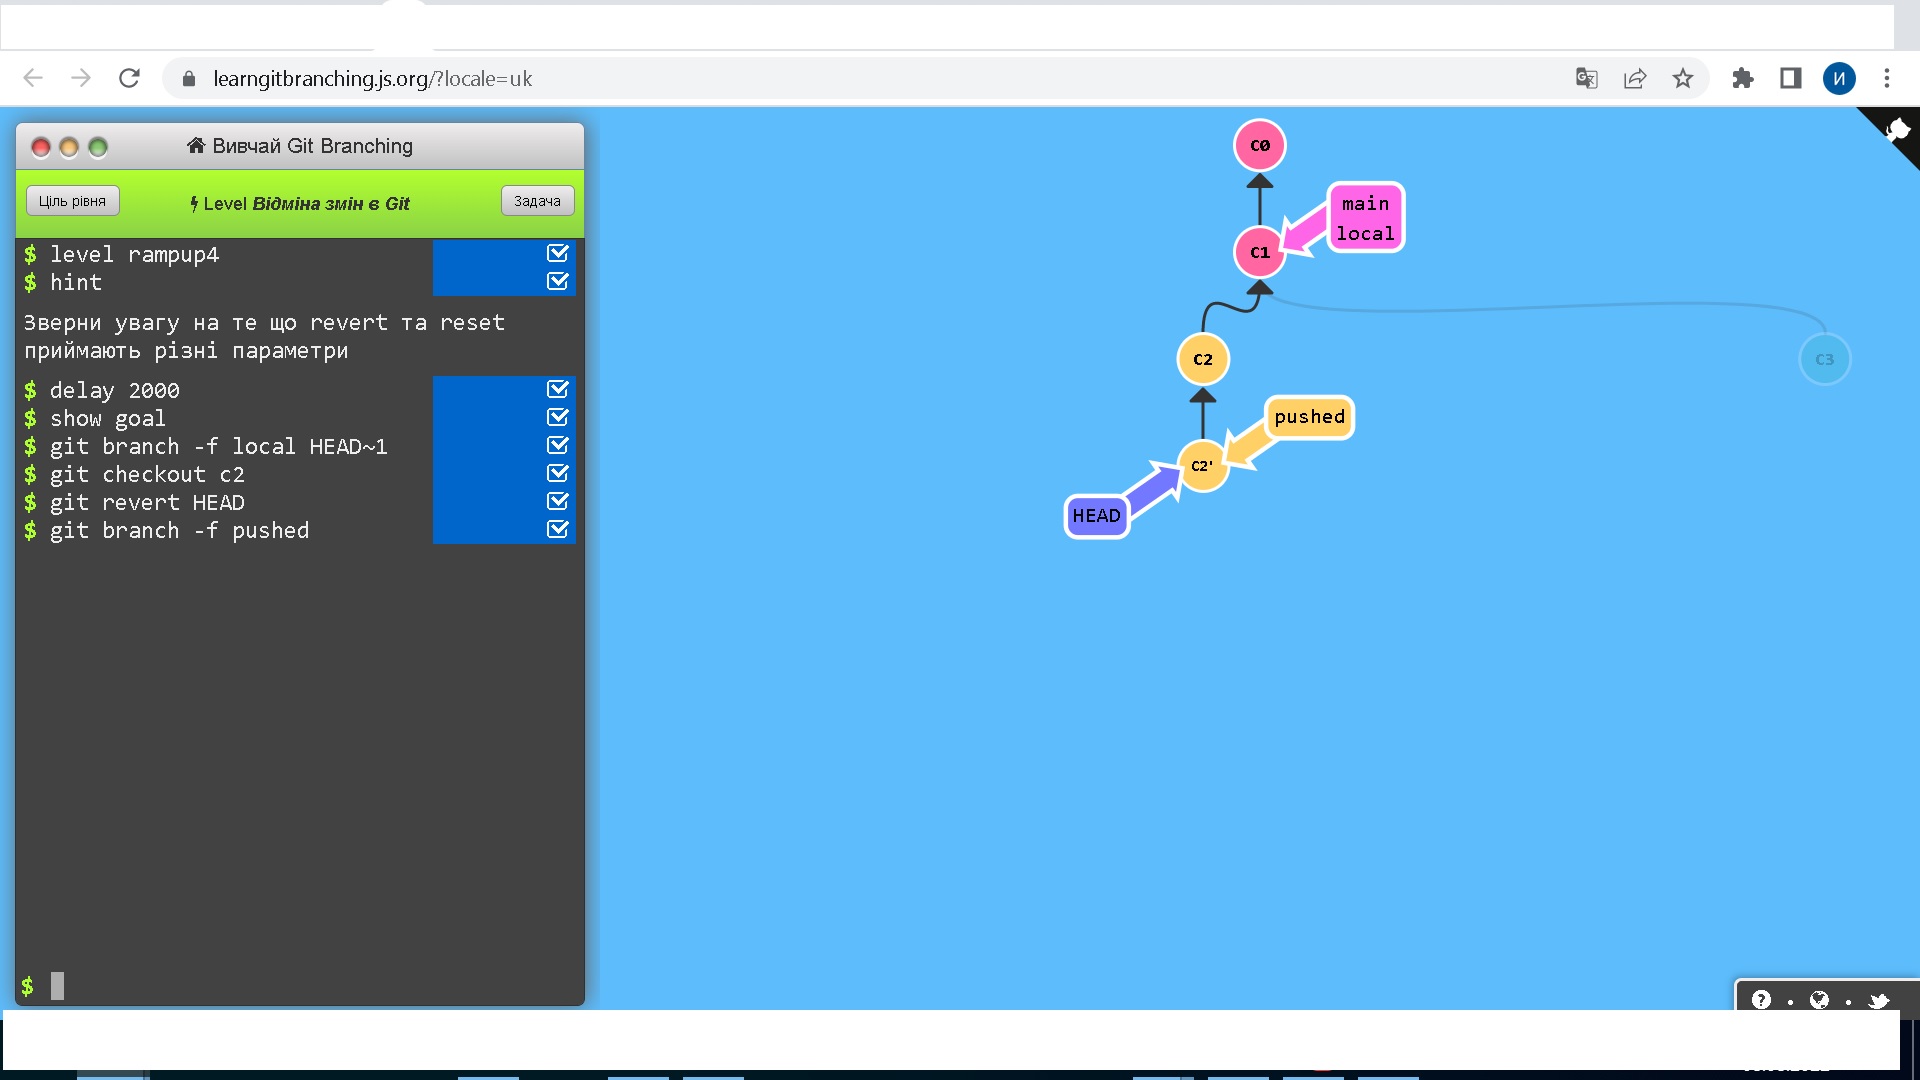 learngitbranching.js.org/?locale=uk
И
Вивчай Git Branching
Ціль рівня
Level Відміна змін в Git
Задача
$ level rampup4
$ hint
Зверни увагу на те що revert та reset
приймають різні параметри
$ delay 2000
$ show goal
$ git branch -f local HEAD~1
$ git checkout c2
$ git revert HEAD
$ git branch -f pushed
$
C0
main
local
C1
C2
C3
pushed
C2'
HEAD